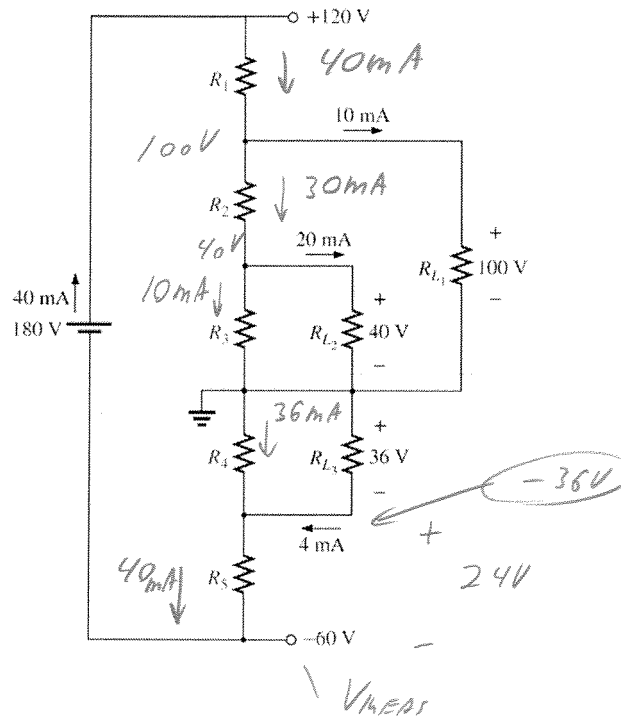 +120 V
R1
40mA
10 mA
100V
R2
30mA
40V
20 mA
RL1
+
100 V
−
10mA
40 mA
180 V
R3
RL2
+
40 V
−
36mA
R4
RL3
+
36 V
−
−36V
4 mA
+
24V
−
40mA
R5
−60 V
VMEAS